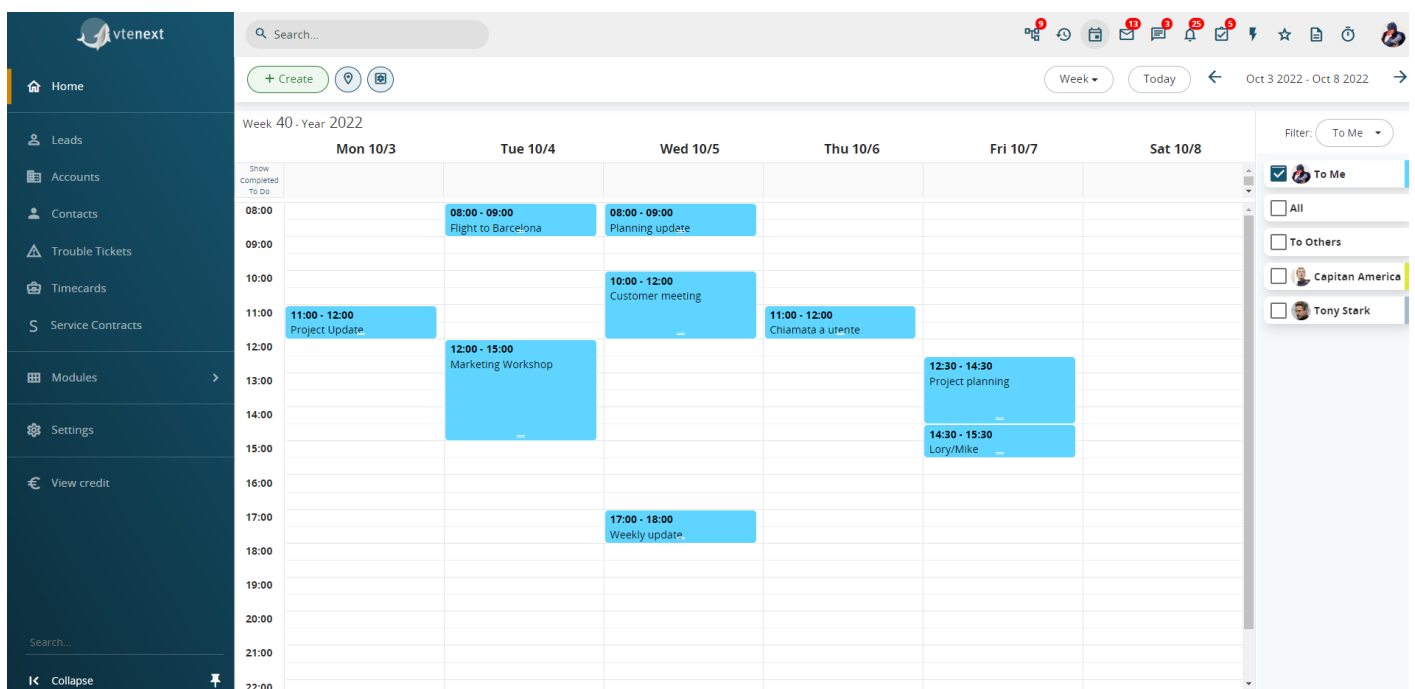 vtenext
Search...
9
13
3
25
5
Home
+ Create
Week
Today
Oct 3 2022 - Oct 8 2022
Week 40 - Year 2022
Filter: To Me
Mon 10/3 Tue 10/4 Wed 10/5 Thu 10/6 Fri 10/7 Sat 10/8
Show
Completed
To Do
Leads
Accounts
Contacts
Trouble Tickets
Timecards
S Service Contracts
Modules
Settings
€ View credit
Search...
Collapse
08:00
09:00
10:00
11:00
12:00
13:00
14:00
15:00
16:00
17:00
18:00
19:00
20:00
21:00
22:00
11:00 - 12:00
Project Update
08:00 - 09:00
Flight to Barcelona
12:00 - 15:00
Marketing Workshop
08:00 - 09:00
Planning update
10:00 - 12:00
Customer meeting
17:00 - 18:00
Weekly update
11:00 - 12:00
Chiamata a utente
12:30 - 14:30
Project planning
14:30 - 15:30
Lory/Mike
To Me
All
To Others
Capitan America
Tony Stark